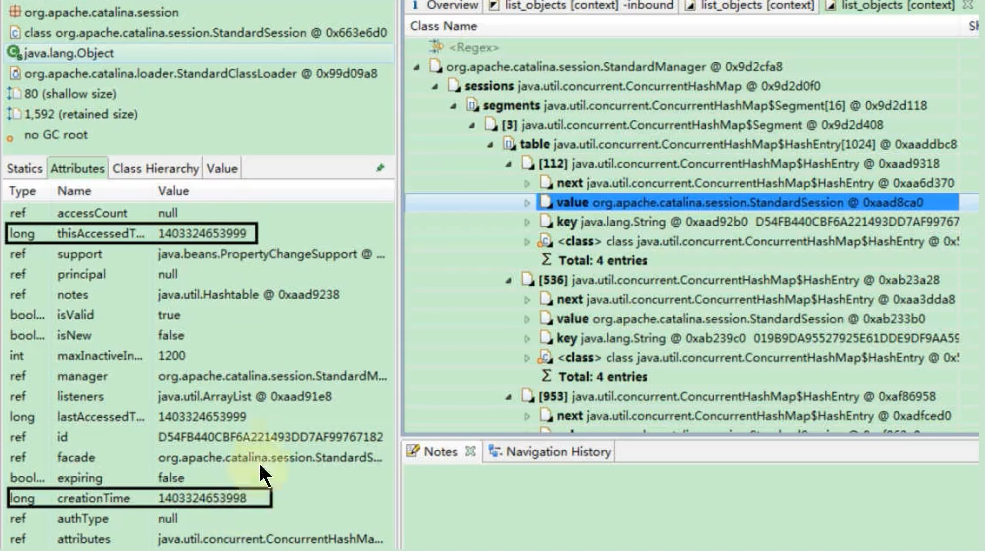 org.apache.catalina.session
class org.apache.catalina.session.StandardSession @ 0x663e6d0
java.lang.Object
org.apache.catalina.loader.StandardClassLoader @ 0x99d09a8
80 (shallow size)
1,592 (retained size)
no GC root
Statics Attributes Class Hierarchy Value
Type Name Value
ref accessCount null
long thisAccessedT... 1403324653999
ref support java.beans.PropertyChangeSupport @ ...
ref principal null
ref notes java.util.Hashtable @ 0xaad9238
bool... isValid true
bool... isNew false
int maxInactiveIn... 1200
ref manager org.apache.catalina.session.StandardM...
ref listeners java.util.ArrayList @ 0xaad91e8
long lastAccessedT... 1403324653999
ref id D54FB440CBF6A221493DD7AF99767182
ref facade org.apache.catalina.session.StandardS...
bool... expiring false
long creationTime 1403324653998
ref authType null
ref attributes java.util.concurrent.ConcurrentHashMa...
i Overview list_objects [context] -inbound list_objects [context] list_objects [context]
Class Name Sh
<Regex>
org.apache.catalina.session.StandardManager @ 0x9d2cfa8
sessions java.util.concurrent.ConcurrentHashMap @ 0x9d2d0f0
segments java.util.concurrent.ConcurrentHashMap$Segment[16] @ 0x9d2d118
[3] java.util.concurrent.ConcurrentHashMap$Segment @ 0x9d2d408
table java.util.concurrent.ConcurrentHashMap$HashEntry[1024] @ 0xaaddbc8
[112] java.util.concurrent.ConcurrentHashMap$HashEntry @ 0xaad9318
next java.util.concurrent.ConcurrentHashMap$HashEntry @ 0xaa6d370
value org.apache.catalina.session.StandardSession @ 0xaad8ca0
key java.lang.String @ 0xaad92b0 D54FB440CBF6A221493DD7AF99767
<class> class java.util.concurrent.ConcurrentHashMap$HashEntry @ 0x5
Σ Total: 4 entries
[536] java.util.concurrent.ConcurrentHashMap$HashEntry @ 0xab23a28
next java.util.concurrent.ConcurrentHashMap$HashEntry @ 0xaa3dda8
value org.apache.catalina.session.StandardSession @ 0xab233b0
key java.lang.String @ 0xab239c0 019B9DA95527925E61DDE9DF9AA59
<class> class java.util.concurrent.ConcurrentHashMap$HashEntry @ 0x5
Σ Total: 4 entries
[953] java.util.concurrent.ConcurrentHashMap$HashEntry @ 0xaf86958
next java.util.concurrent.ConcurrentHashMap$HashEntry @ 0xadfced0
Notes Navigation History